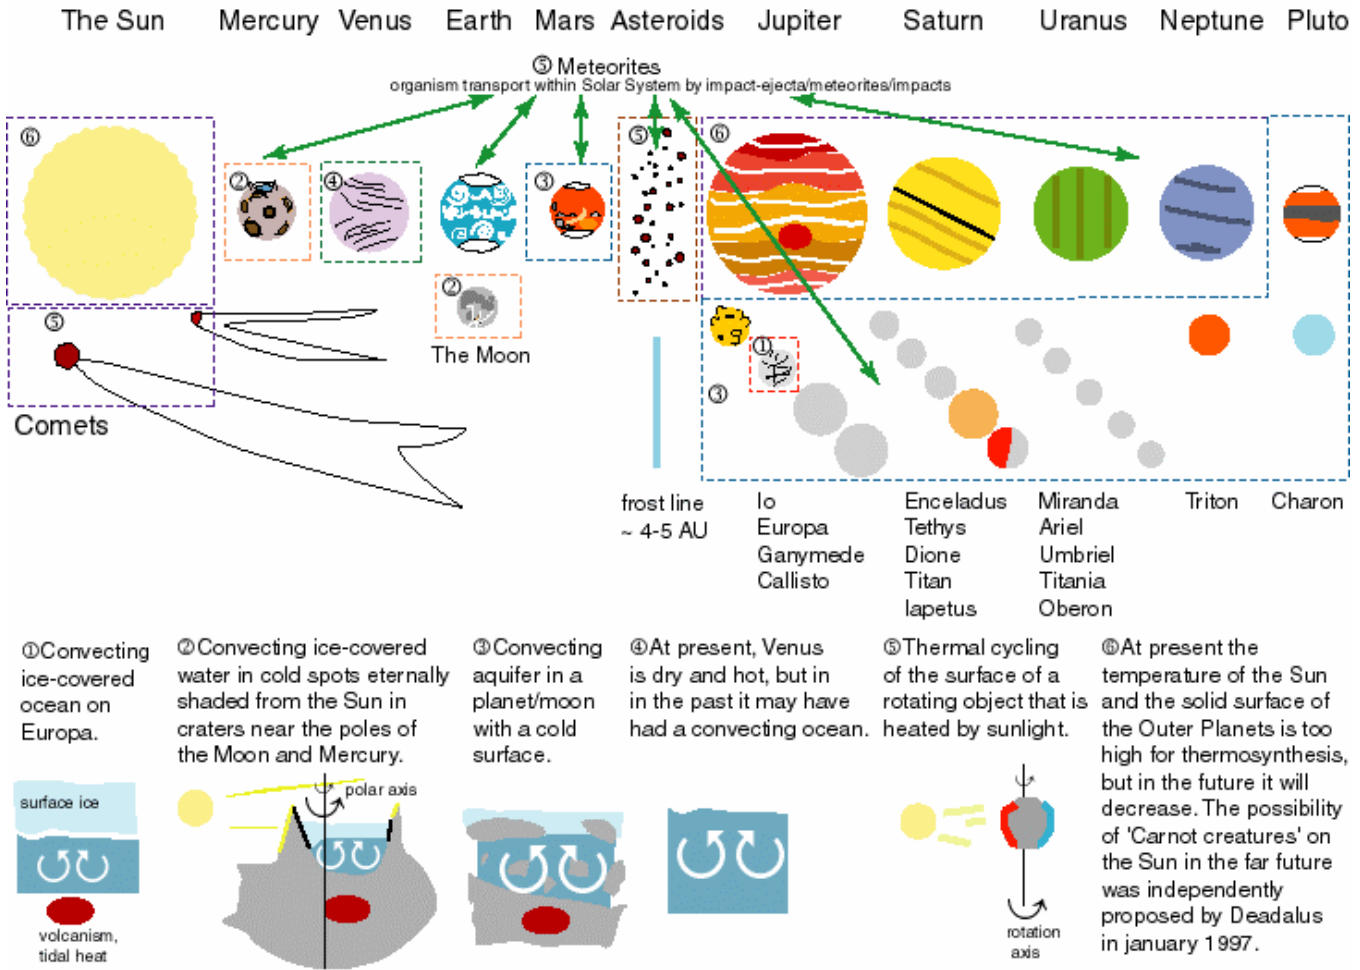 The Sun Mercury Venus Earth Mars Asteroids Jupiter Saturn Uranus Neptune Pluto
⑤ Meteorites
organism transport within Solar System by impact-ejecta/meteorites/impacts
⑥
②
④
③
⑤
⑥
②
The Moon
⑤
Comets
①
③
frost line
~ 4-5 AU
Io
Europa
Ganymede
Callisto
Enceladus
Tethys
Dione
Titan
Iapetus
Miranda
Ariel
Umbriel
Titania
Oberon
Triton
Charon
①Convecting
ice-covered
ocean on
Europa.
surface ice
volcanism,
tidal heat
②Convecting ice-covered
water in cold spots eternally
shaded from the Sun in
craters near the poles of
the Moon and Mercury.
polar axis
③Convecting
aquifer in a
planet/moon
with a cold
surface.
④At present, Venus
is dry and hot, but in
in the past it may have
had a convecting ocean.
⑤Thermal cycling
of the surface of a
rotating object that is
heated by sunlight.
rotation
axis
⑥At present the
temperature of the Sun
and the solid surface of
the Outer Planets is too
high for thermosynthesis,
but in the future it will
decrease. The possibility
of 'Carnot creatures' on
the Sun in the far future
was independently
proposed by Deadalus
in january 1997.